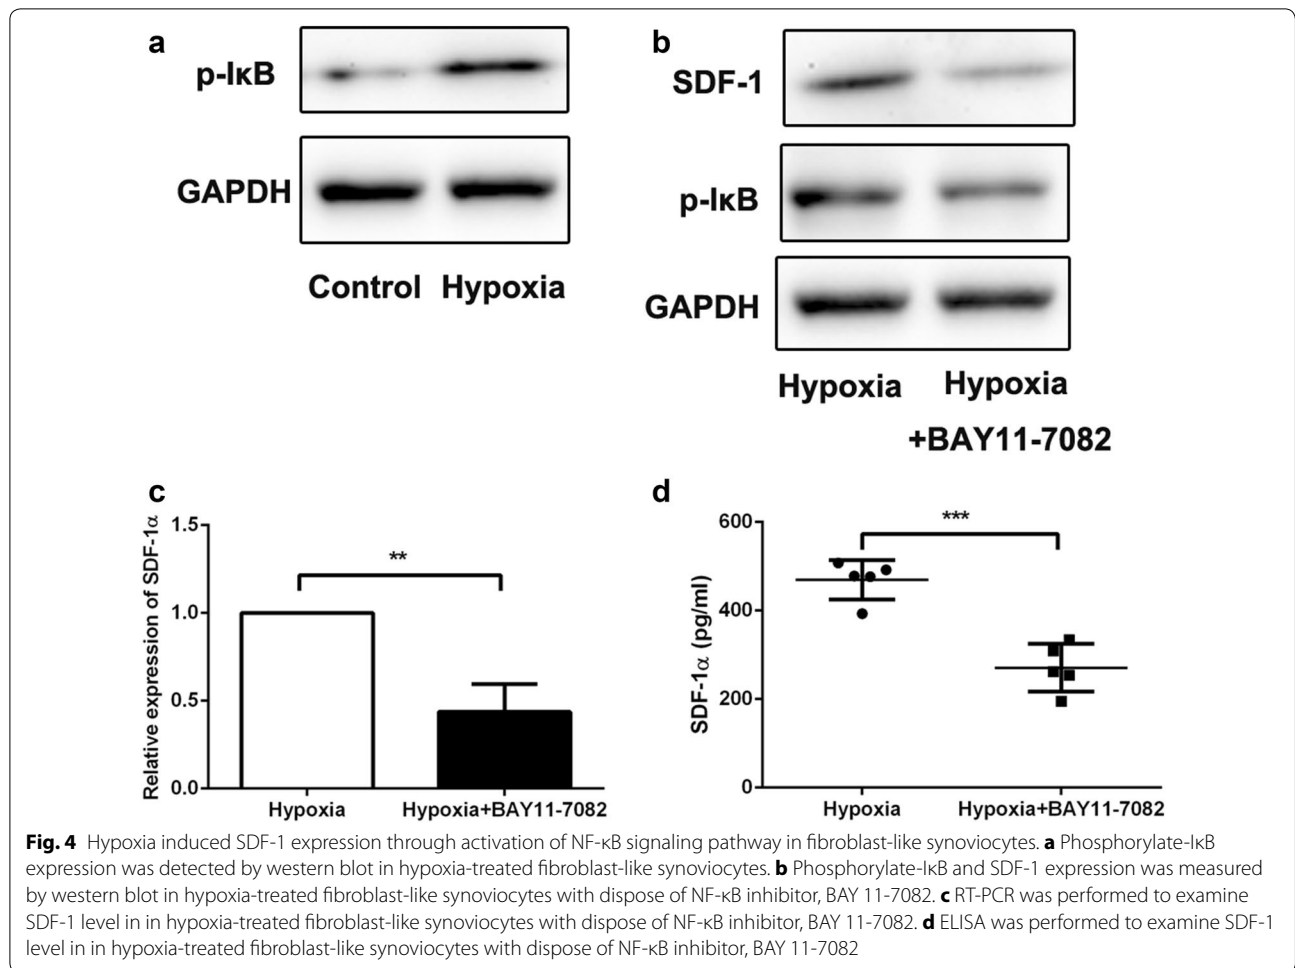 a
p-IκB
GAPDH
Control Hypoxia
b
SDF-1
p-IκB
GAPDH
Hypoxia Hypoxia
+BAY11-7082
c
Relative expression of SDF-1α
1.5
1.0
0.5
0.0
**
Hypoxia Hypoxia+BAY11-7082
d
SDF-1α (pg/ml)
600
400
200
0
***
Hypoxia Hypoxia+BAY11-7082
Fig. 4 Hypoxia induced SDF-1 expression through activation of NF-κB signaling pathway in fibroblast-like synoviocytes. a Phosphorylate-IκB
expression was detected by western blot in hypoxia-treated fibroblast-like synoviocytes. b Phosphorylate-IκB and SDF-1 expression was measured
by western blot in hypoxia-treated fibroblast-like synoviocytes with dispose of NF-κB inhibitor, BAY 11-7082. c RT-PCR was performed to examine
SDF-1 level in in hypoxia-treated fibroblast-like synoviocytes with dispose of NF-κB inhibitor, BAY 11-7082. d ELISA was performed to examine SDF-1
level in in hypoxia-treated fibroblast-like synoviocytes with dispose of NF-κB inhibitor, BAY 11-7082